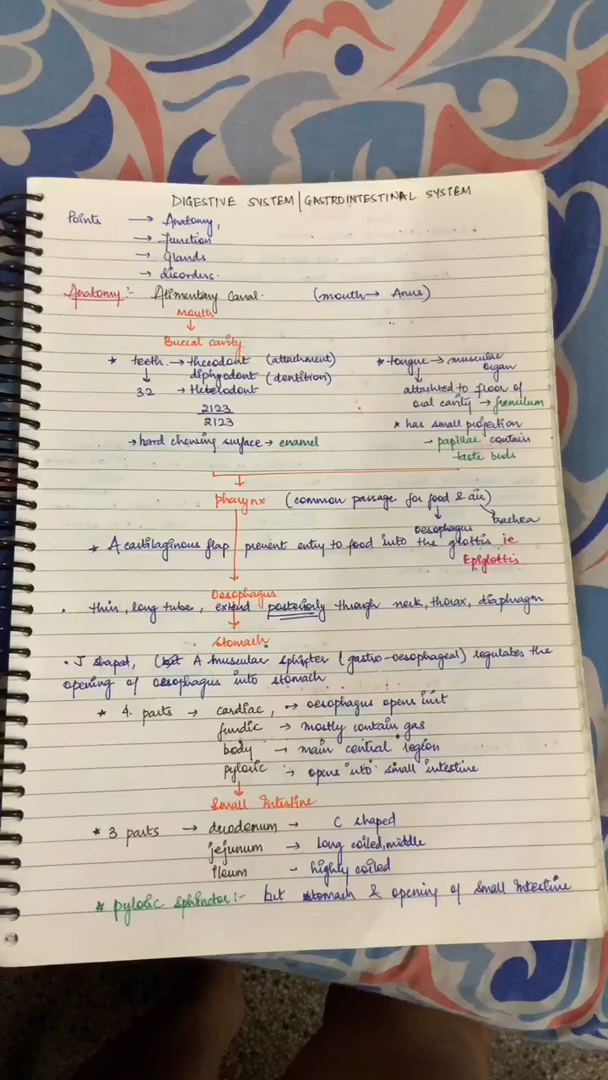 DIGESTIVE SYSTEM | GASTROINTESTINAL SYSTEM
Points → Anatomy,
→ function
→ glands
→ disorders.
Anatomy:- Alimentary canal. (mouth → Anus)
Mouth
↓
Buccal cavity
* teeth. → thecodont (attachment)
↓ diphyodont (dentition)
32 → Heterodont
2123
2123
→ hard chewing surface → enamel
* tongue → muscular organ
↓
attachted to floor of
oral cavity → frenulum
* has small projection
→ papillae contain
taste buds
↓
pharynx (common passage for food & air)
oesophagus trachea
* A cartilaginous flap prevent entry to food into the glottis ie
Epiglottis
↓
Oesophagus
• thin, long tube, extend posteriorly through neck, thorax, diaphragm
↓
Stomach
• J shaped, A muscular sphincter (gastro-oesophageal) regulates the
opening of oesophagus into stomach
* 4. parts → cardiac, → oesophagus opens
fundic → mostly contain gas
body → main central region
pyloric → opens into small intestine
↓
Small Intestine
* 3 parts → duodenum → C shaped
jejunum → long coiled, middle
ileum - highly coiled
* pyloric sphincter:- bet stomach & opening of small intestine